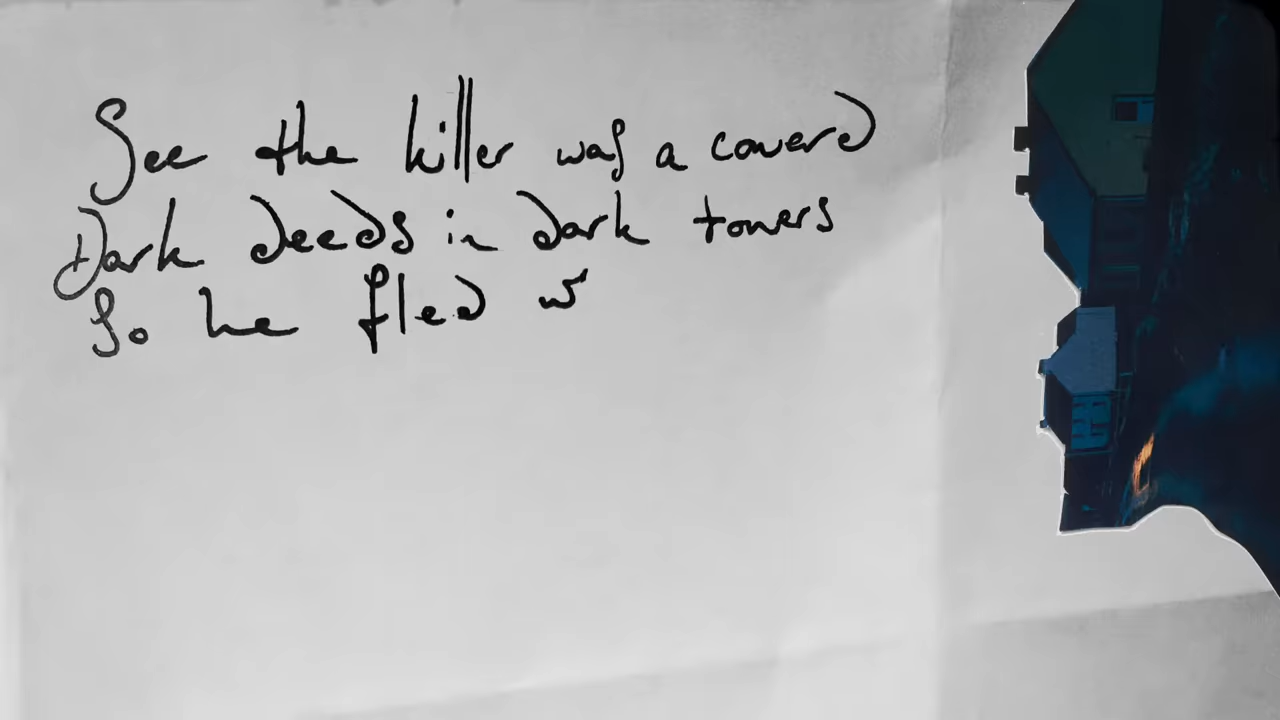 See the killer was a cowerd
Dark deeds in dark towers
So he fled w